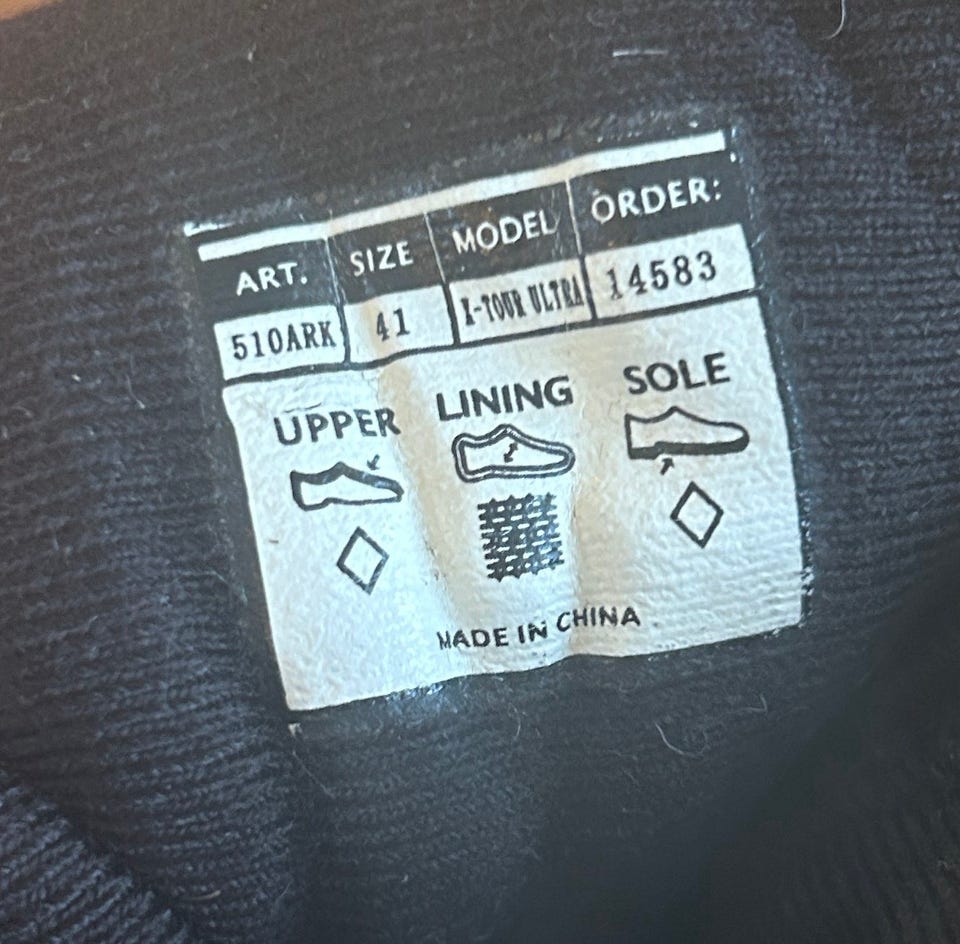 ART. SIZE MODEL ORDER:
510ARK 41 X-TOUR ULTRA 14583
UPPER LINING SOLE
MADE IN CHINA